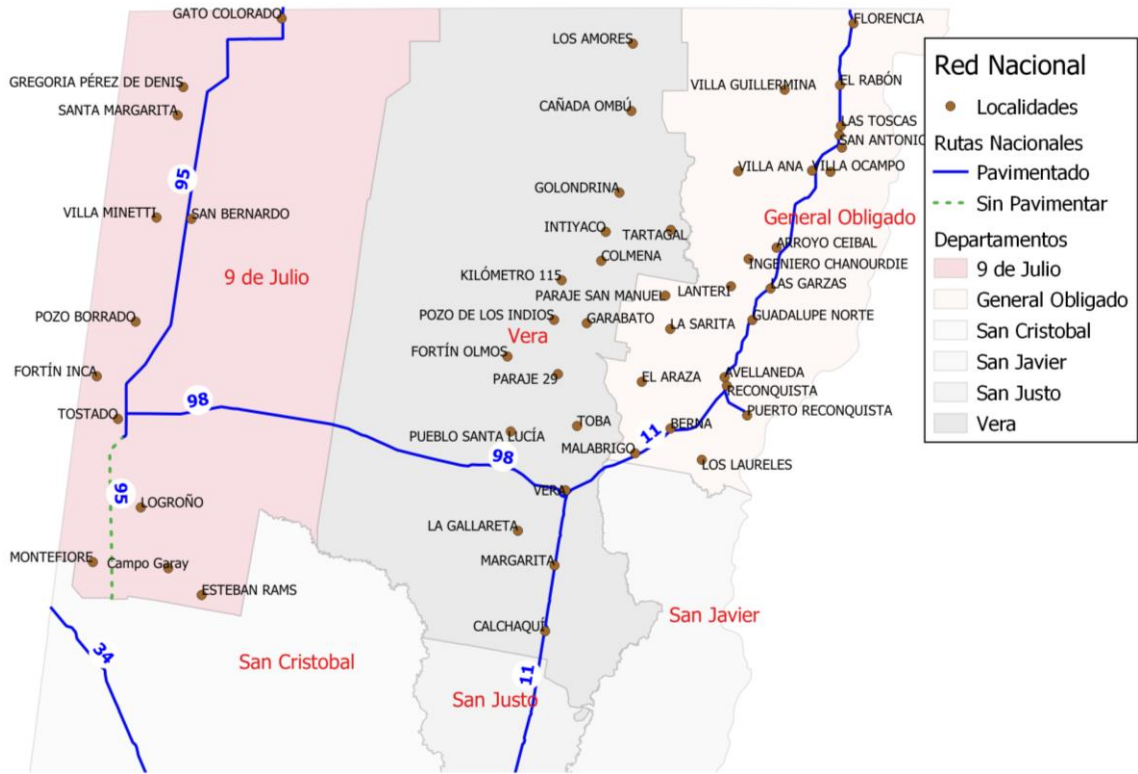 GATO COLORADO
GREGORIA PÉREZ DE DENIS
SANTA MARGARITA
95
VILLA MINETTI
SAN BERNARDO
9 de Julio
POZO BORRADO
FORTÍN INCA
TOSTADO
98
95
LOGROÑO
MONTEFIORE
Campo Garay
ESTEBAN RAMS
34
San Cristobal
LOS AMORES
CAÑADA OMBÚ
GOLONDRINA
INTIYACO
TARTAGAL
COLMENA
KILÓMETRO 115
PARAJE SAN MANUEL
POZO DE LOS INDIOS
GARABATO
Vera
FORTÍN OLMOS
PARAJE 29
TOBA
PUEBLO SANTA LUCÍA
98
MALABRIGO
VERA
LA GALLARETA
MARGARITA
CALCHAQUÍ
11
San Justo
San Javier
FLORENCIA
VILLA GUILLERMINA
EL RABÓN
LAS TOSCAS
SAN ANTONIO
VILLA ANA
VILLA OCAMPO
General Obligado
ARROYO CEIBAL
INGENIERO CHANOURDIE
LANTERI
LAS GARZAS
LA SARITA
GUADALUPE NORTE
EL ARAZA
AVELLANEDA
RECONQUISTA
PUERTO RECONQUISTA
BERNA
11
LOS LAURELES
Red Nacional
Localidades
Rutas Nacionales
Pavimentado
Sin Pavimentar
Departamentos
9 de Julio
General Obligado
San Cristobal
San Javier
San Justo
Vera